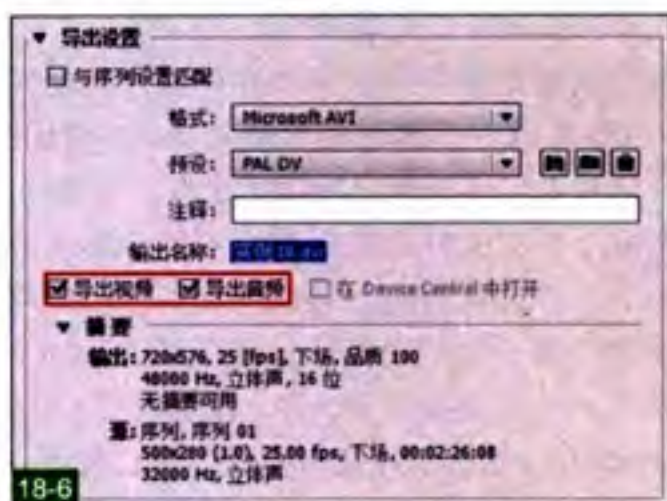 导出设置
与序列设置匹配
格式: Microsoft AVI
预设: PAL DV
注释:
输出名称:
导出视频 导出音频 在 Device Central 中打开
摘要
输出: 720x576, 25 [fps], 下场, 品质 100
48000 Hz, 立体声, 16 位
无摘要可用
源: 序列, 序列 01
500x280 (1.0), 25.00 fps, 下场, 00:02:26:08
32000 Hz, 立体声
18-6